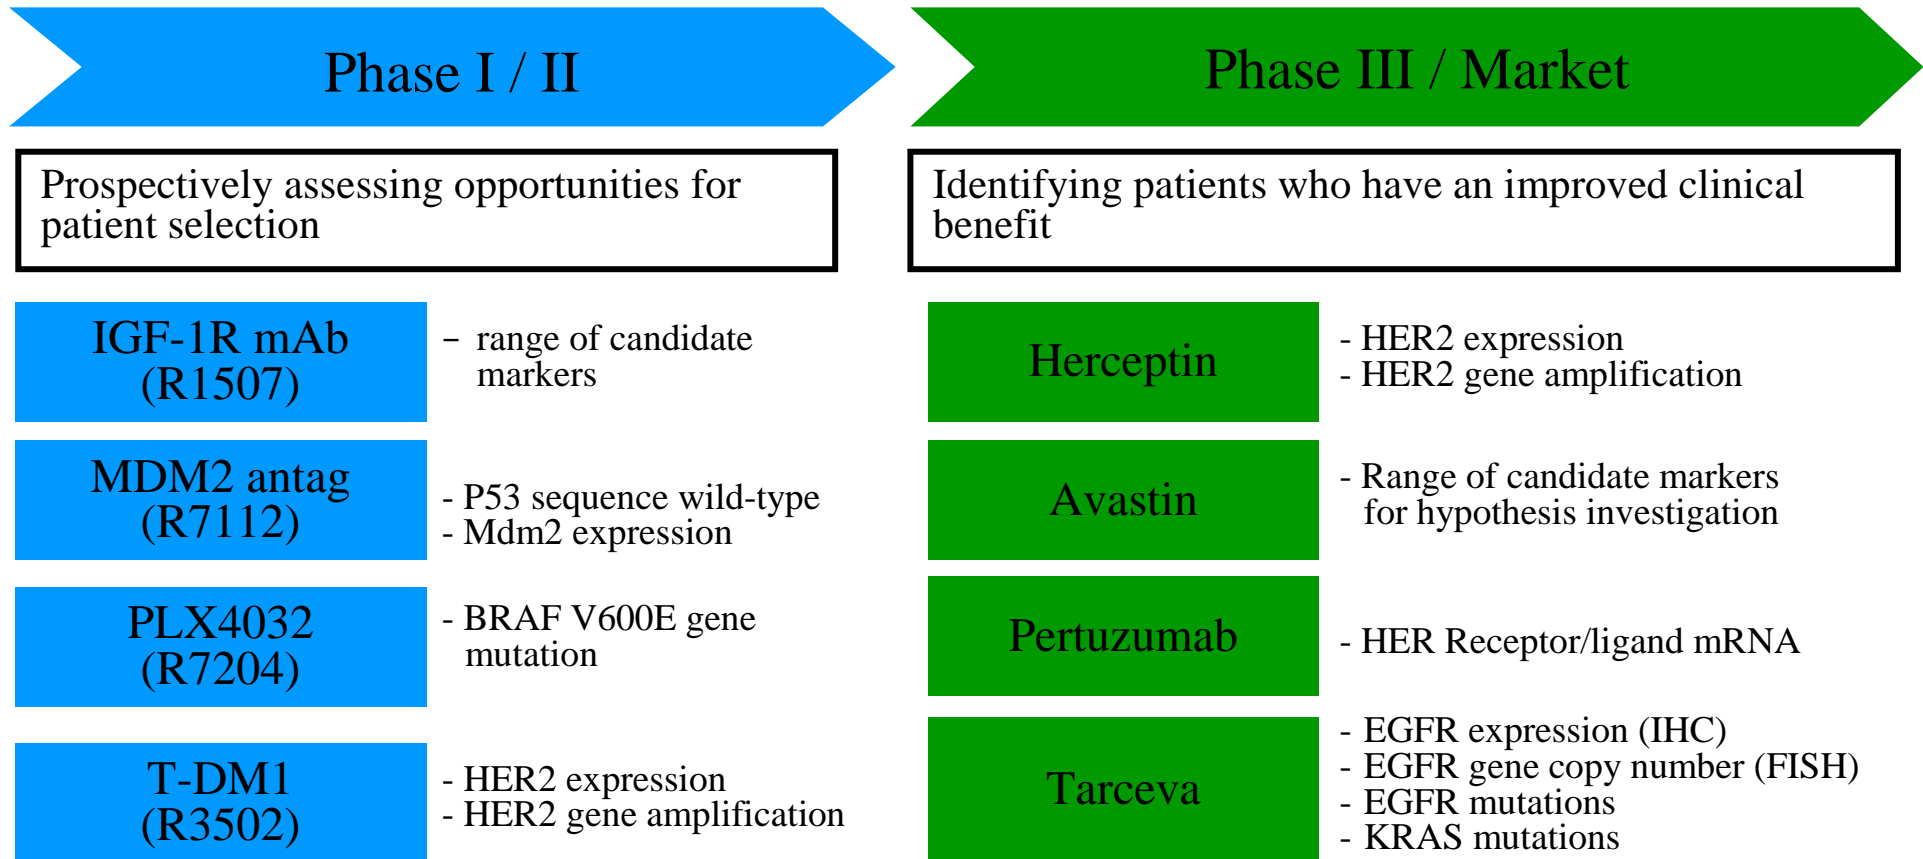 Phase I / II
Prospectively assessing opportunities for
patient selection
IGF-1R mAb
(R1507)
- range of candidate
markers
MDM2 antag
(R7112)
- P53 sequence wild-type
- Mdm2 expression
PLX4032
(R7204)
- BRAF V600E gene
mutation
T-DM1
(R3502)
- HER2 expression
- HER2 gene amplification
Phase III / Market
Identifying patients who have an improved clinical
benefit
Herceptin
- HER2 expression
- HER2 gene amplification
Avastin
- Range of candidate markers
for hypothesis investigation
Pertuzumab
- HER Receptor/ligand mRNA
Tarceva
- EGFR expression (IHC)
- EGFR gene copy number (FISH)
- EGFR mutations
- KRAS mutations